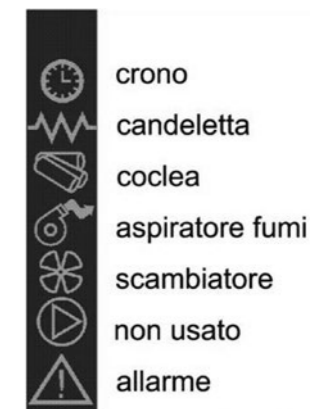 crono
candeletta
coclea
aspiratore fumi
scambiatore
non usato
allarme